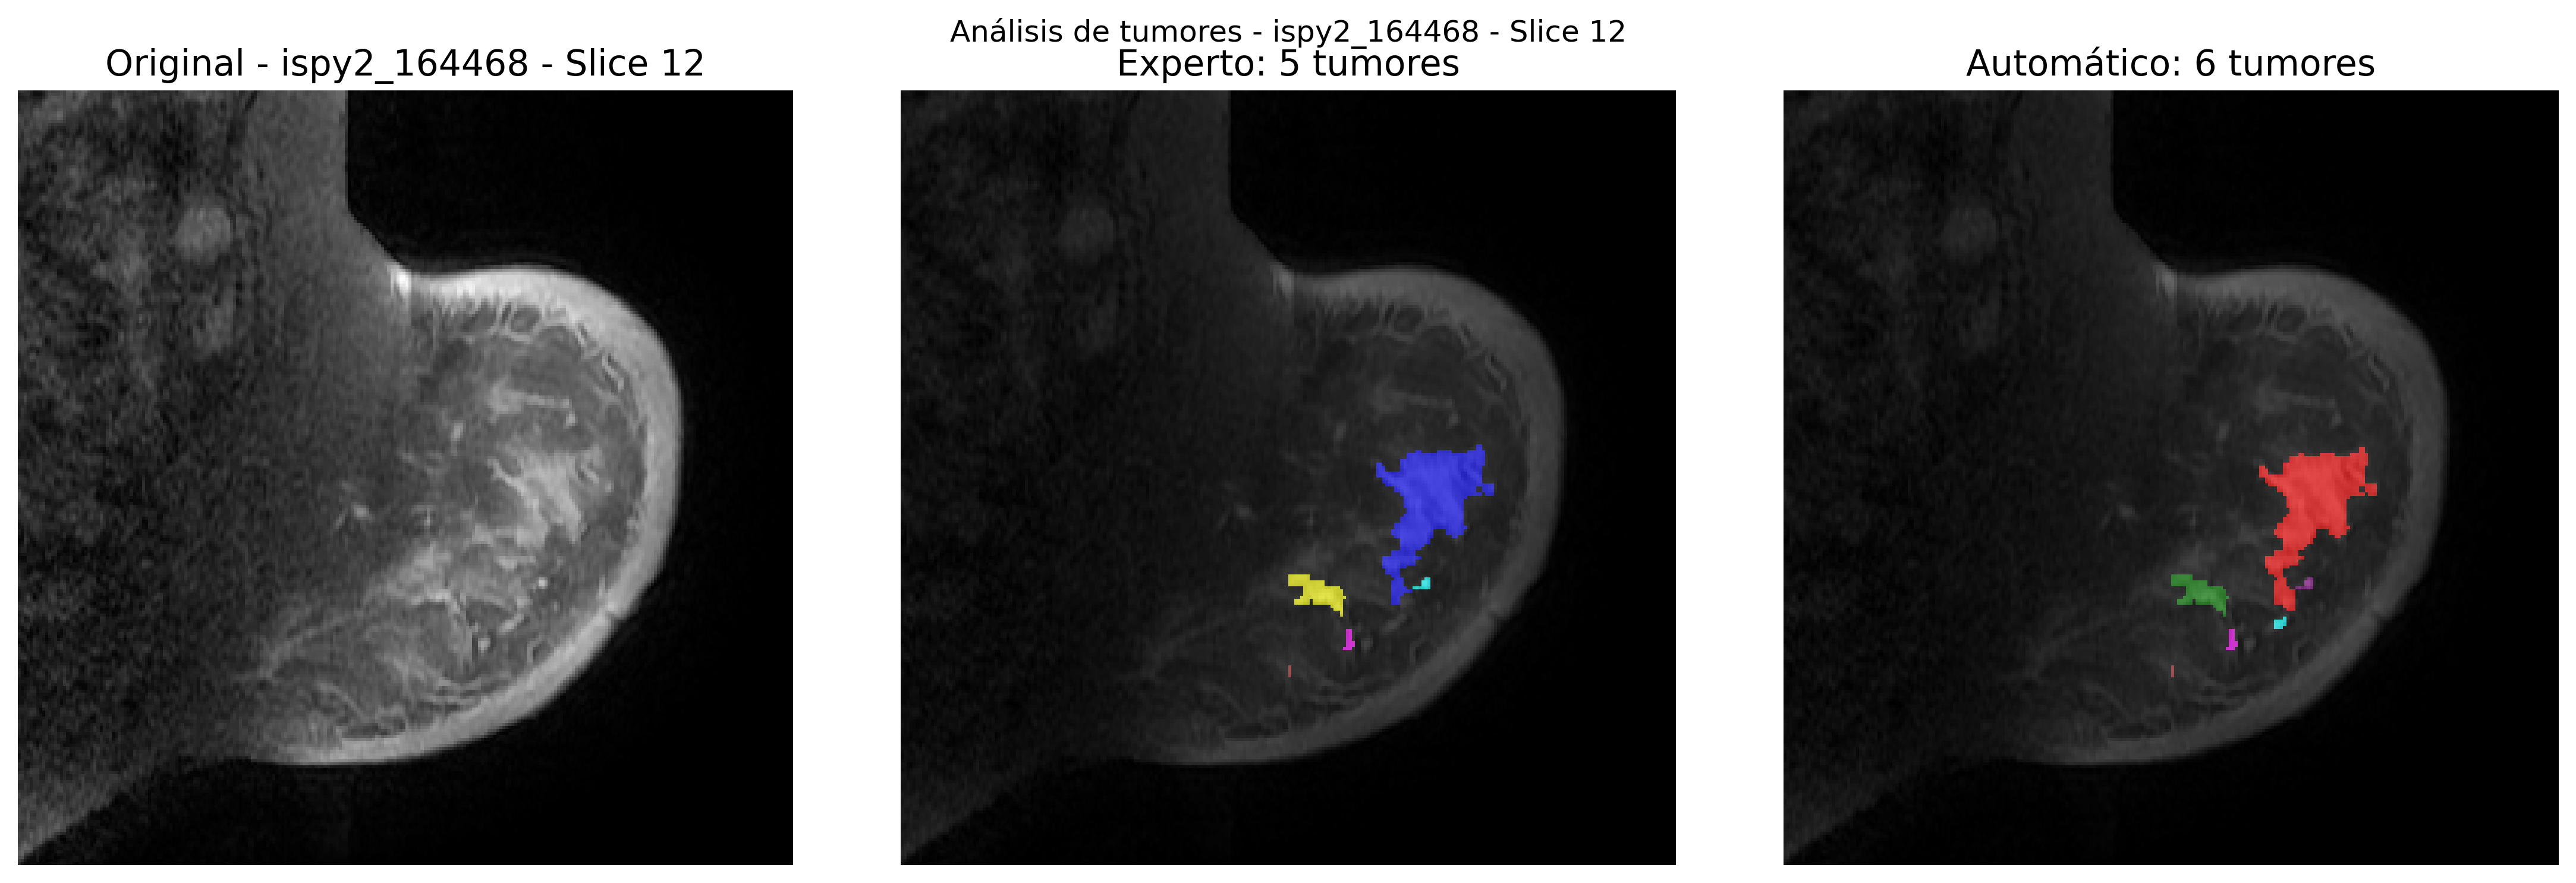 Análisis de tumores - ispy2_164468 - Slice 12
Original - ispy2_164468 - Slice 12
Experto: 5 tumores
Automático: 6 tumores